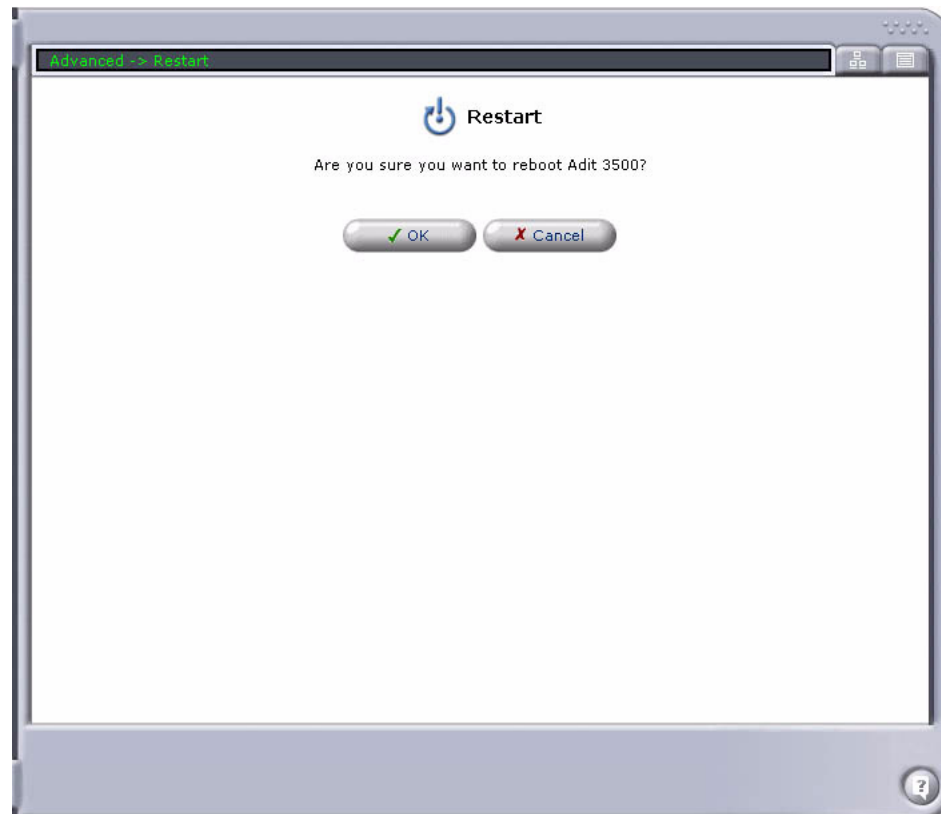 Advanced -> Restart
Restart
Are you sure you want to reboot Adit 3500?
OK
Cancel
?